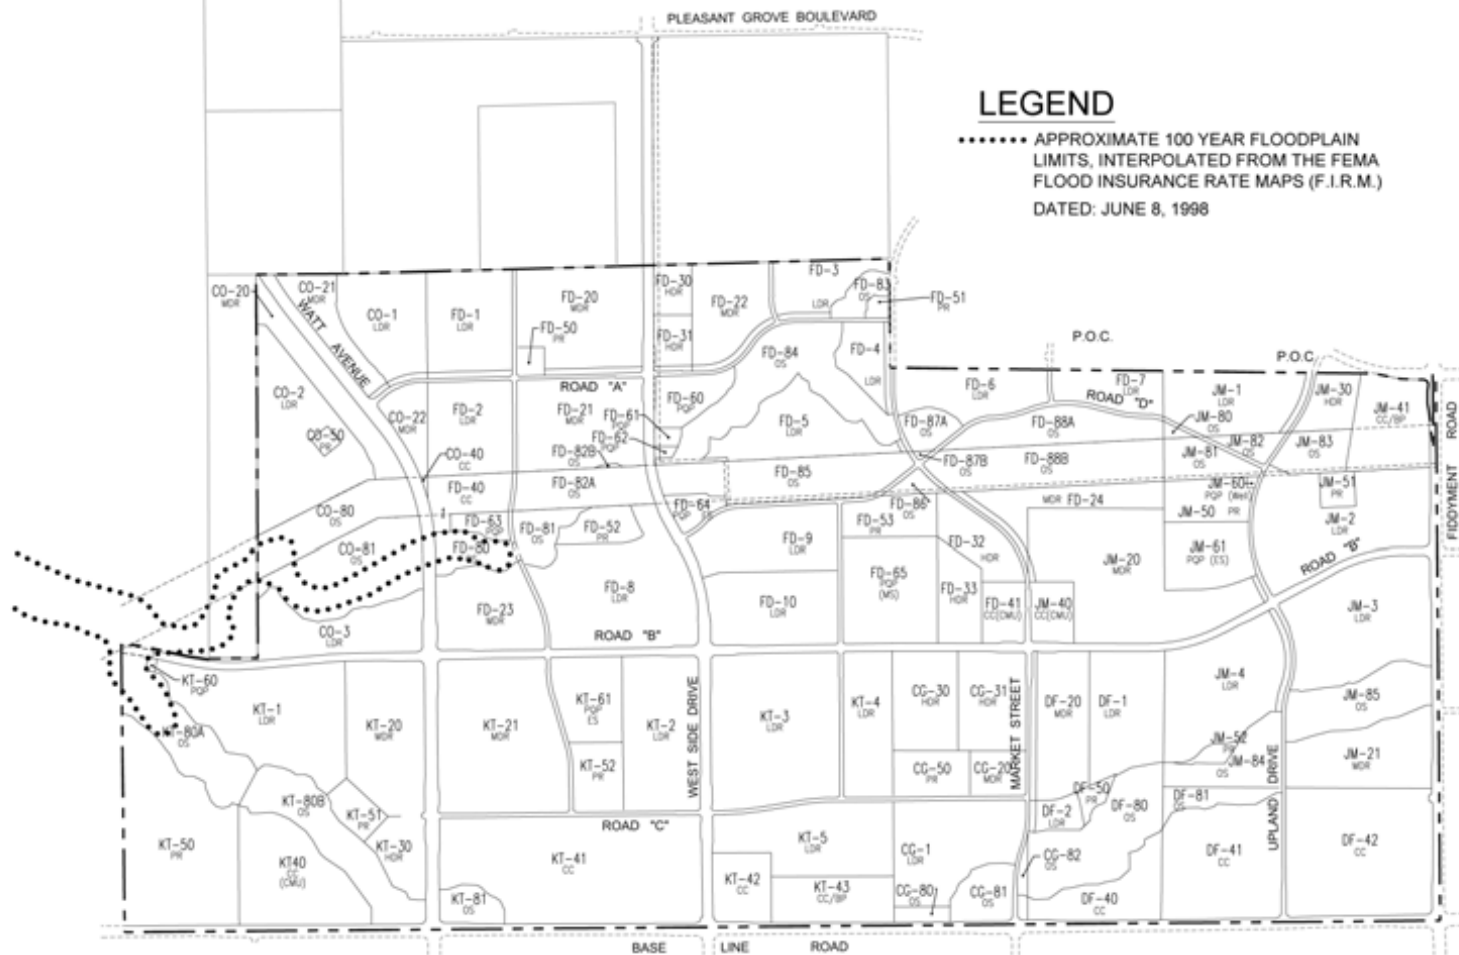 PLEASANT GROVE BOULEVARD
LEGEND
APPROXIMATE 100 YEAR FLOODPLAIN
LIMITS, INTERPOLATED FROM THE FEMA
FLOOD INSURANCE RATE MAPS (F.I.R.M.)
DATED: JUNE 8, 1998
CO-20
MDR
CO-21
MDR
WATT AVENUE
CO-1
LDR
FD-1
LDR
FD-20
MDR
FD-50
PR
FD-30
HDR
FD-31
HDR
FD-22
MDR
FD-3
LDR
FD-83
OS
FD-51
PR
P.O.C.
P.O.C.
CO-2
LDR
CO-50
PR
CO-22
MDR
FD-2
LDR
ROAD "A"
FD-21
MDR
FD-60
PQP
FD-61
PQP
FD-62
FD-84
OS
FD-4
LDR
FD-5
LDR
FD-6
LDR
FD-7
LDR
ROAD "D"
JM-1
LDR
JM-80
OS
JM-30
HDR
JM-41
CC/BP
FIDDYMENT ROAD
FD-87A
OS
FD-88A
OS
JM-82
OS
JM-83
OS
JM-81
OS
CO-40
CC
FD-40
CC
FD-82B
OS
FD-82A
OS
FD-85
OS
FD-87B
OS
FD-88B
OS
FD-86
OS
MDR FD-24
JM-60
PQP (Well)
JM-50
PR
JM-51
PR
JM-2
LDR
CO-80
OS
CO-81
OS
FD-63
PQP
FD-80
FD-81
OS
FD-52
PR
FD-64
PQP
ES
FD-9
LDR
FD-53
PR
FD-32
HDR
FD-65
PQP
(MS)
FD-33
HDR
FD-41
CC(CMU)
JM-40
CC(CMU)
JM-20
MDR
JM-61
PQP (ES)
ROAD "B"
JM-3
LDR
CO-3
LDR
FD-23
MDR
FD-8
LDR
FD-10
LDR
ROAD "B"
KT-60
PQP
KT-80A
OS
KT-1
LDR
KT-20
MDR
KT-21
MDR
KT-61
PQP
ES
KT-52
PR
KT-2
LDR
WEST SIDE DRIVE
KT-3
LDR
KT-4
LDR
CG-30
HDR
CG-31
HDR
CG-50
PR
CG-20
MDR
MARKET STREET
DF-20
MDR
DF-1
LDR
JM-4
LDR
JM-52
PR
JM-84
OS
JM-85
OS
JM-21
MDR
UPLAND DRIVE
KT-50
PR
KT-80B
OS
KT-51
PR
KT-30
HDR
KT40
CC
(CMU)
ROAD "C"
KT-41
CC
KT-81
OS
KT-5
LDR
KT-42
CC
KT-43
CC/BP
CG-1
LDR
CG-80
OS
CG-81
OS
CG-82
OS
DF-50
PR
DF-2
LDR
DF-80
OS
DF-81
OS
DF-40
CC
DF-41
CC
DF-42
CC
BASE LINE ROAD